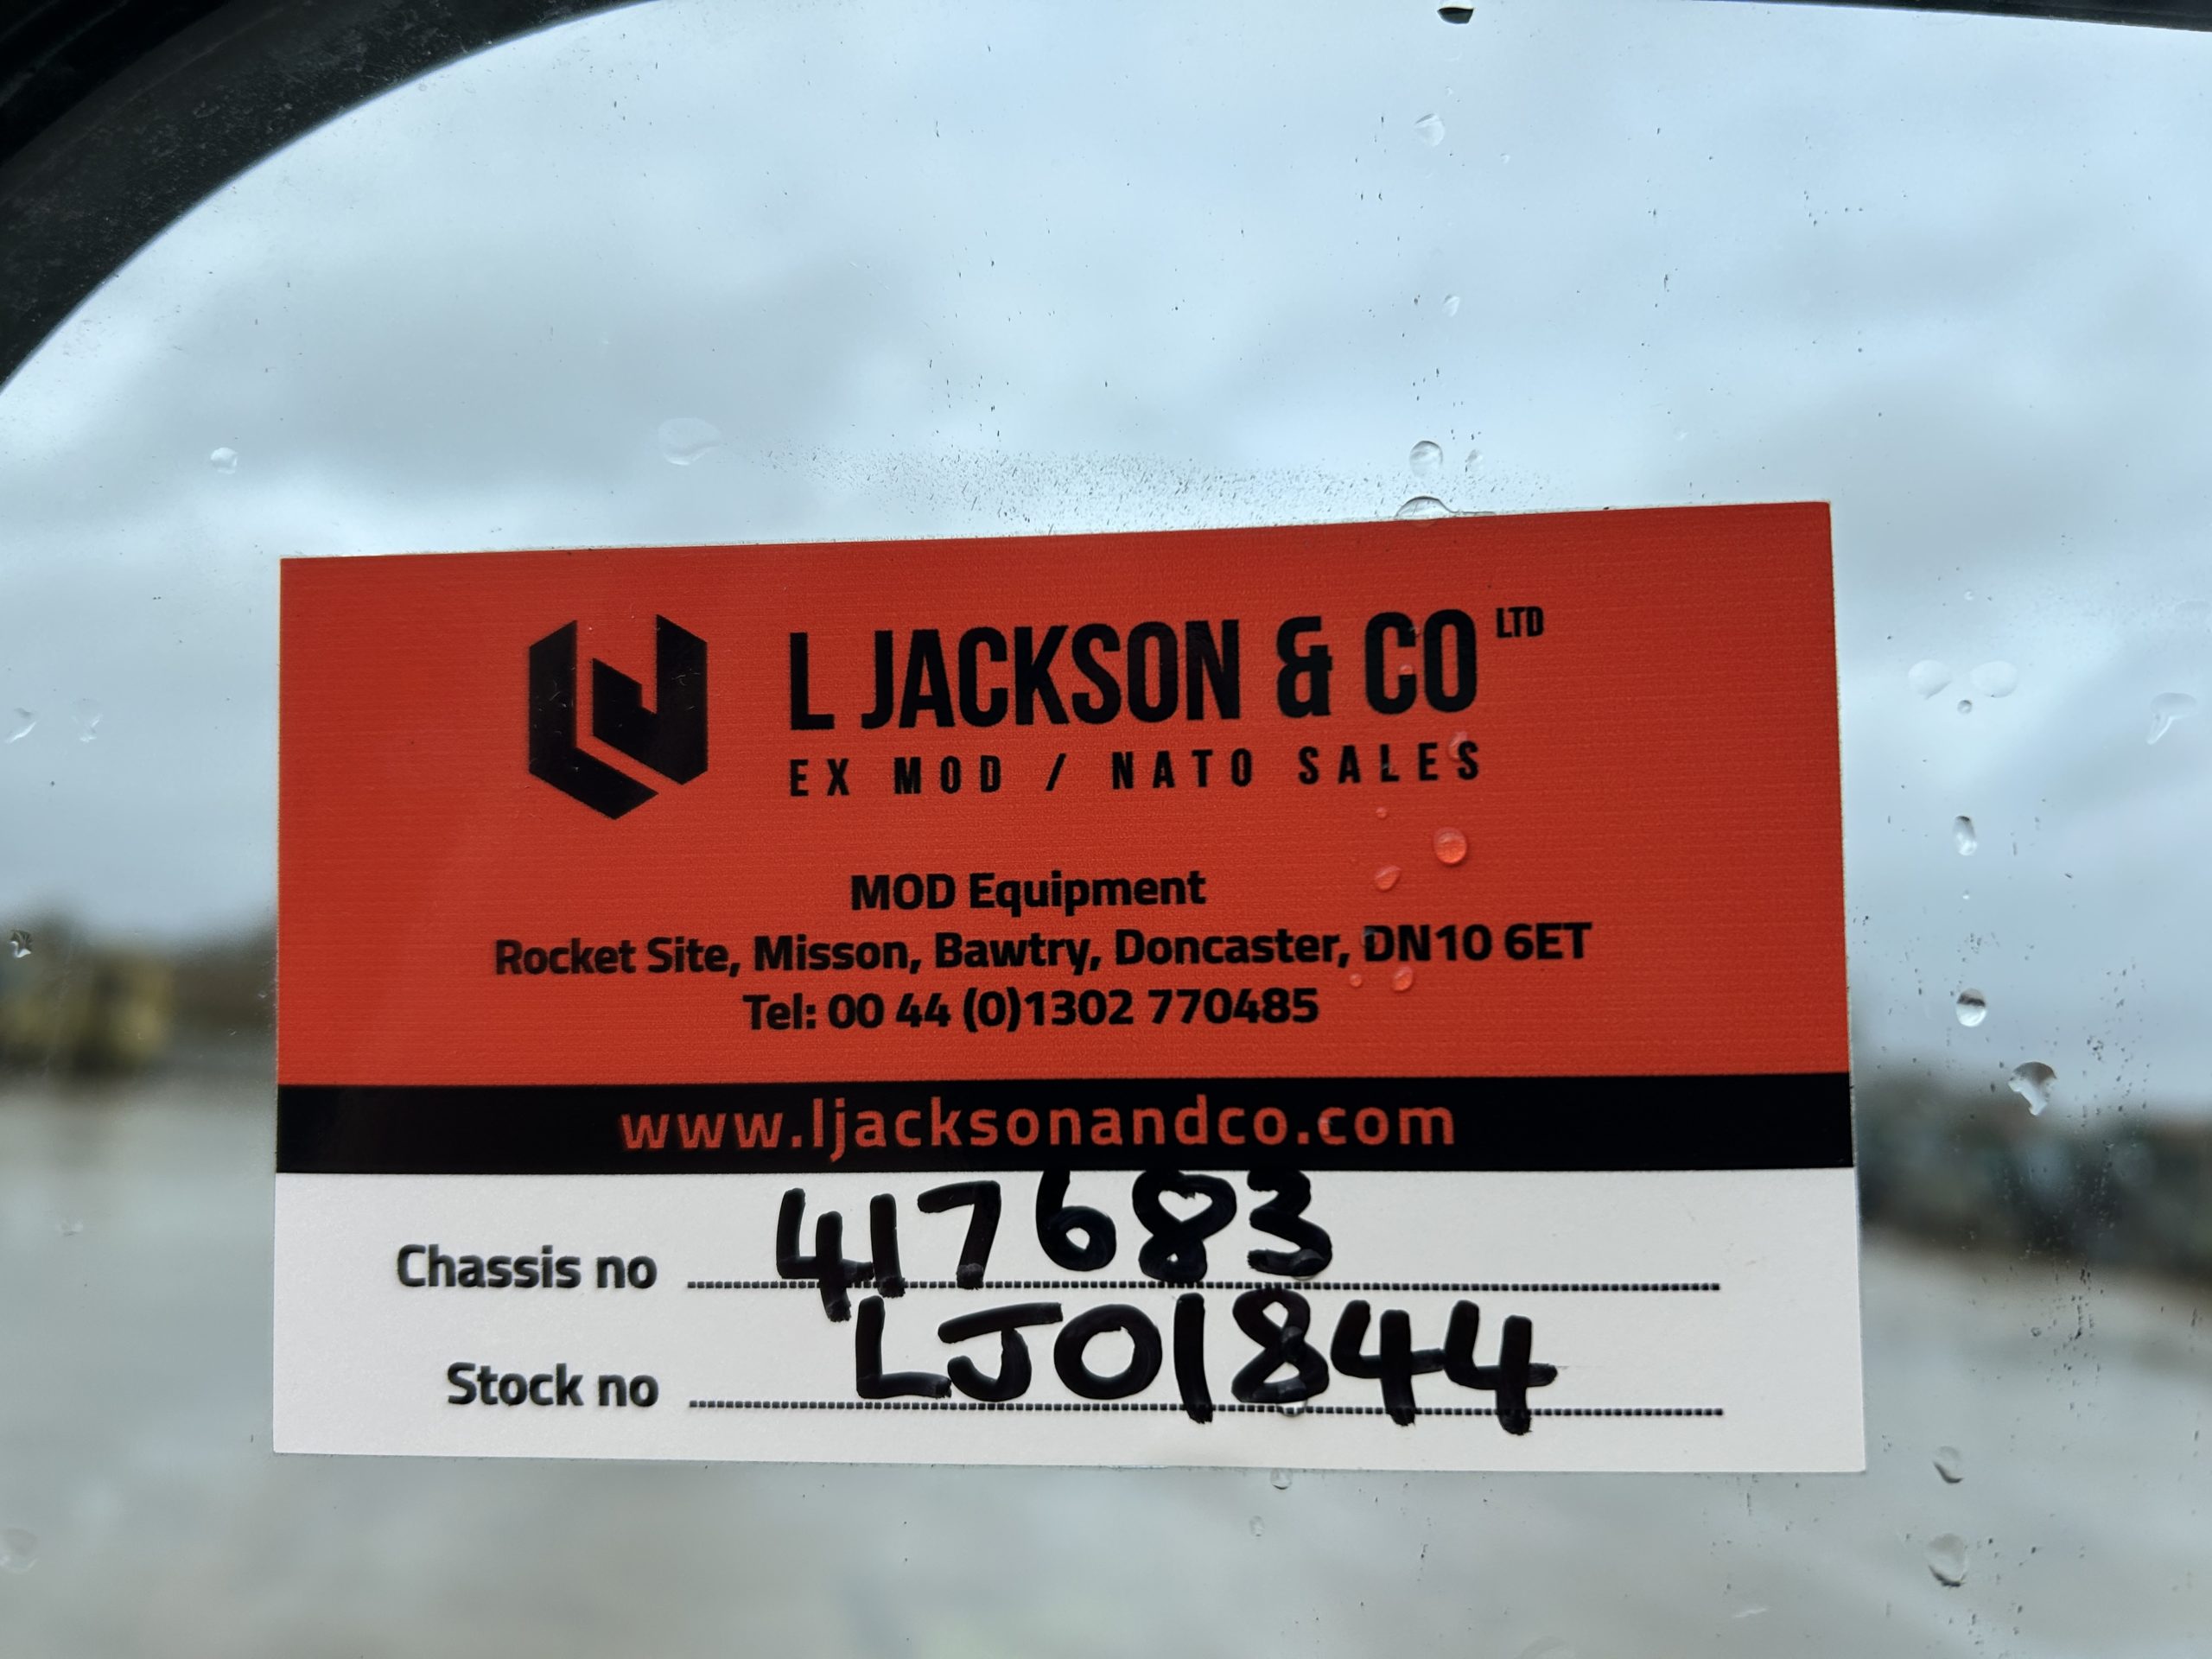 L JACKSON & CO LTD
EX MOD / NATO SALES
MOD Equipment
Rocket Site, Misson, Bawtry, Doncaster, DN10 6ET
Tel: 00 44 (0)1302 770485
www.ljacksonandco.com
Chassis no 417683
Stock no LJ01844